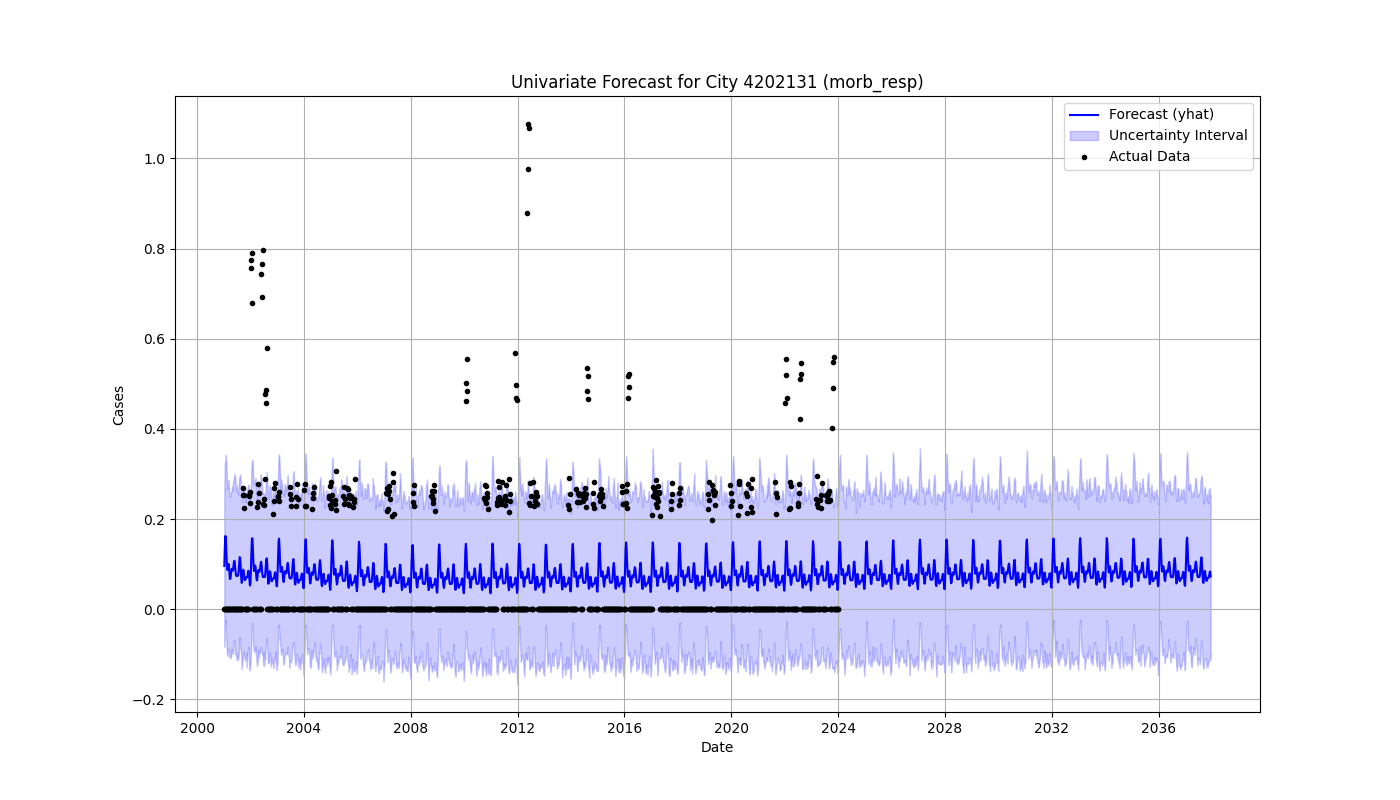 Univariate Forecast for City 4202131 (morb_resp)
Forecast (yhat)
Uncertainty Interval
Actual Data
Cases
1.0
0.8
0.6
0.4
0.2
0.0
−0.2
2000 2004 2008 2012 2016 2020 2024 2028 2032 2036
Date